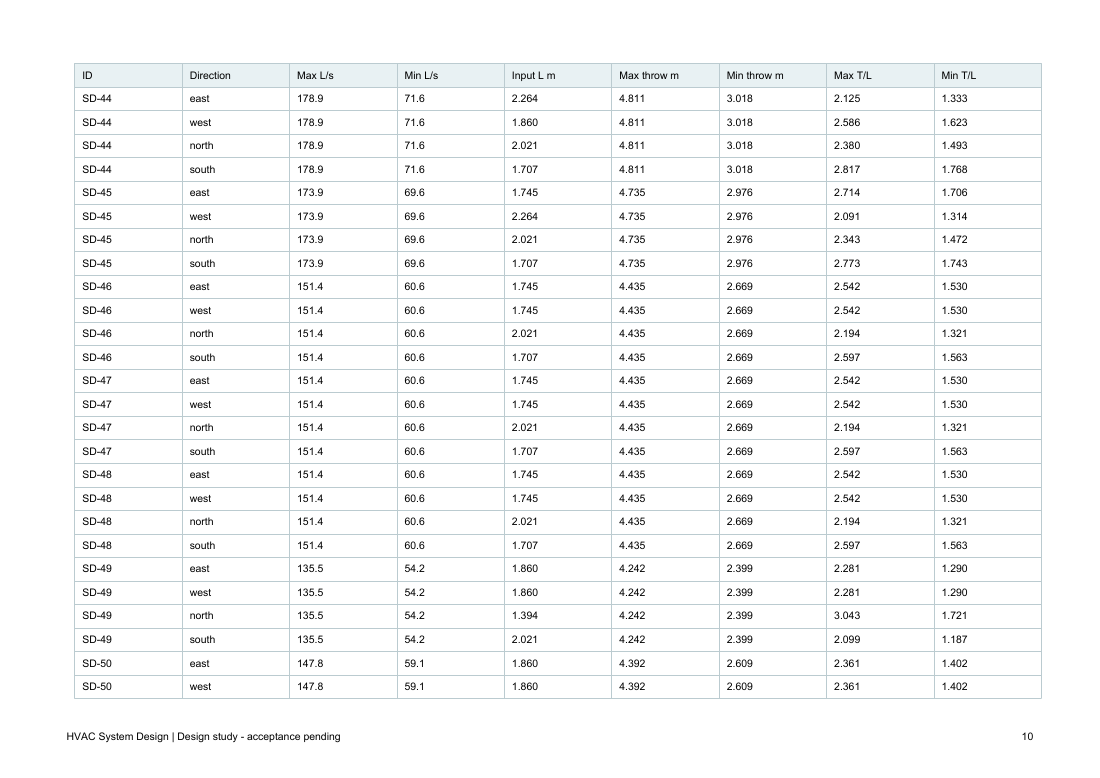 ID Direction Max L/s Min L/s Input L m Max throw m Min throw m Max T/L Min T/L
SD-44 east 178.9 71.6 2.264 4.811 3.018 2.125 1.333
SD-44 west 178.9 71.6 1.860 4.811 3.018 2.586 1.623
SD-44 north 178.9 71.6 2.021 4.811 3.018 2.380 1.493
SD-44 south 178.9 71.6 1.707 4.811 3.018 2.817 1.768
SD-45 east 173.9 69.6 1.745 4.735 2.976 2.714 1.706
SD-45 west 173.9 69.6 2.264 4.735 2.976 2.091 1.314
SD-45 north 173.9 69.6 2.021 4.735 2.976 2.343 1.472
SD-45 south 173.9 69.6 1.707 4.735 2.976 2.773 1.743
SD-46 east 151.4 60.6 1.745 4.435 2.669 2.542 1.530
SD-46 west 151.4 60.6 1.745 4.435 2.669 2.542 1.530
SD-46 north 151.4 60.6 2.021 4.435 2.669 2.194 1.321
SD-46 south 151.4 60.6 1.707 4.435 2.669 2.597 1.563
SD-47 east 151.4 60.6 1.745 4.435 2.669 2.542 1.530
SD-47 west 151.4 60.6 1.745 4.435 2.669 2.542 1.530
SD-47 north 151.4 60.6 2.021 4.435 2.669 2.194 1.321
SD-47 south 151.4 60.6 1.707 4.435 2.669 2.597 1.563
SD-48 east 151.4 60.6 1.745 4.435 2.669 2.542 1.530
SD-48 west 151.4 60.6 1.745 4.435 2.669 2.542 1.530
SD-48 north 151.4 60.6 2.021 4.435 2.669 2.194 1.321
SD-48 south 151.4 60.6 1.707 4.435 2.669 2.597 1.563
SD-49 east 135.5 54.2 1.860 4.242 2.399 2.281 1.290
SD-49 west 135.5 54.2 1.860 4.242 2.399 2.281 1.290
SD-49 north 135.5 54.2 1.394 4.242 2.399 3.043 1.721
SD-49 south 135.5 54.2 2.021 4.242 2.399 2.099 1.187
SD-50 east 147.8 59.1 1.860 4.392 2.609 2.361 1.402
SD-50 west 147.8 59.1 1.860 4.392 2.609 2.361 1.402
HVAC System Design | Design study - acceptance pending 10